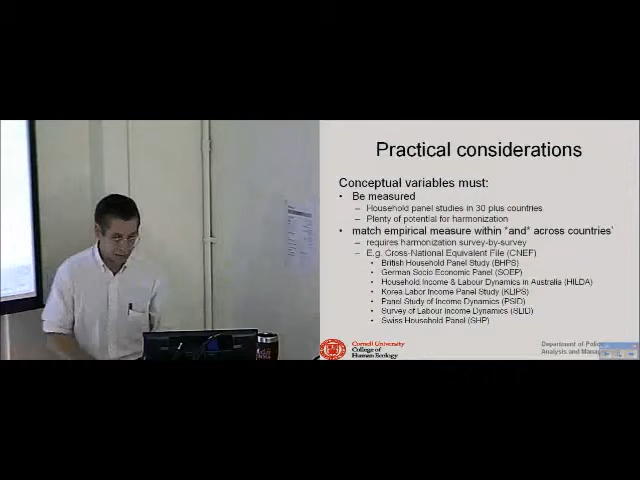 Practical considerations
Conceptual variables must:
• Be measured
– Household panel studies in 30 plus countries
– Plenty of potential for harmonization
• match empirical measure within *and* across countries`
– requires harmonization survey-by-survey
– E.g. Cross-National Equivalent File (CNEF)
• British Household Panel Study (BHPS)
• German Socio Economic Panel (SOEP)
• Household Income & Labour Dynamics in Australia (HILDA)
• Korea Labor Income Panel Study (KLIPS)
• Panel Study of Income Dynamics (PSID)
• Survey of Labour Income Dynamics (SLID)
• Swiss Household Panel (SHP)
Cornell University
College of
Human Ecology
Department of Policy
Analysis and